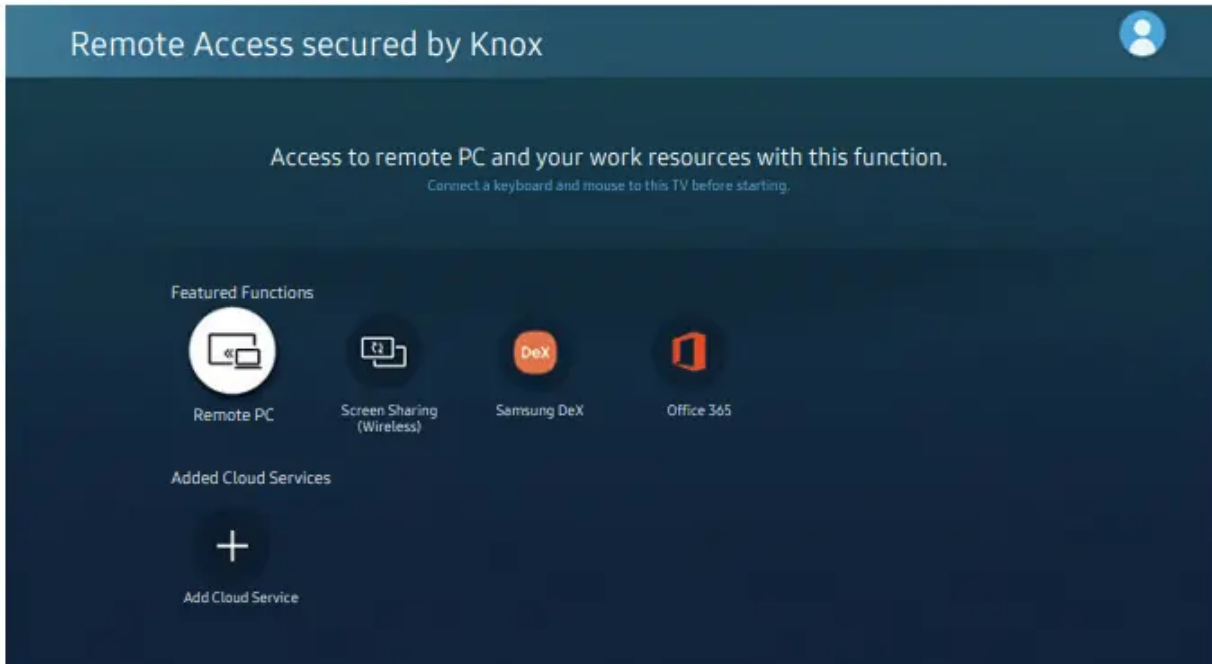 Remote Access secured by Knox
Access to remote PC and your work resources with this function.
Connect a keyboard and mouse to this TV before starting.
Featured Functions
Remote PC
Screen Sharing
(Wireless)
DeX
Samsung DeX
Office 365
Added Cloud Services
Add Cloud Service